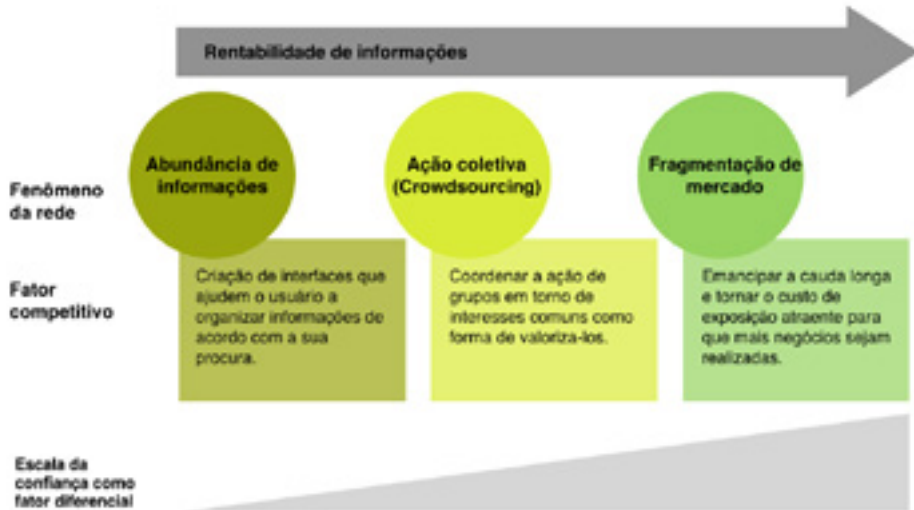 Rentabilidade de informações
Abundância de
informações
Ação coletiva
(Crowdsourcing)
Fragmentação de
mercado
Fenômeno
da rede
Fator
competitivo
Criação de interfaces que
ajudem o usuário a
organizar informações de
acordo com a sua
procura.
Coordenar a ação de
grupos em torno de
interesses comuns como
forma de valoriza-los.
Emancipar a cauda longa
e tornar o custo de
exposição atraente para
que mais negócios sejam
realizadas.
Escala da
confiança como
fator diferencial